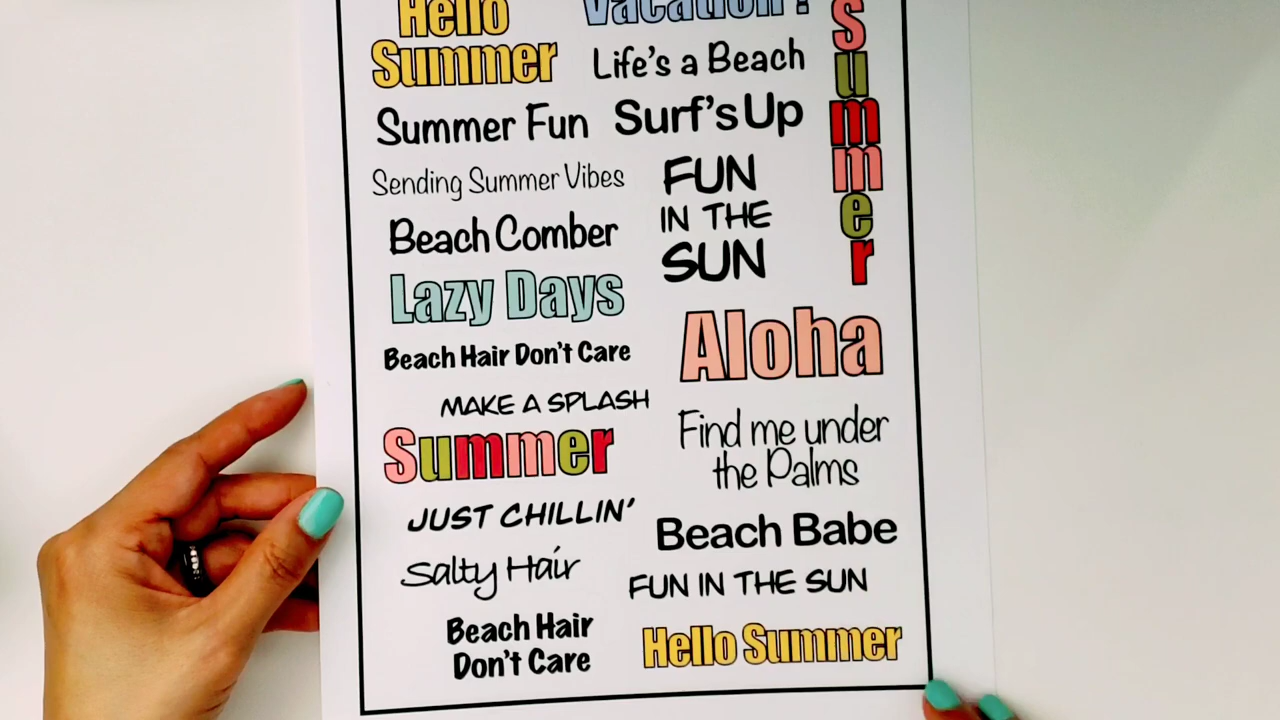 Hello
Summer
Summer Fun
Sending Summer Vibes
Beach Comber
Lazy Days
Beach Hair Don't Care
MAKE A SPLASH
Summer
JUST CHILLIN'
Salty Hair
Beach Hair
Don't Care
Vacation!
Life's a Beach
Surf's Up
FUN
IN THE
SUN
Aloha
Find me under
the Palms
Beach Babe
FUN IN THE SUN
Hello Summer
Summer